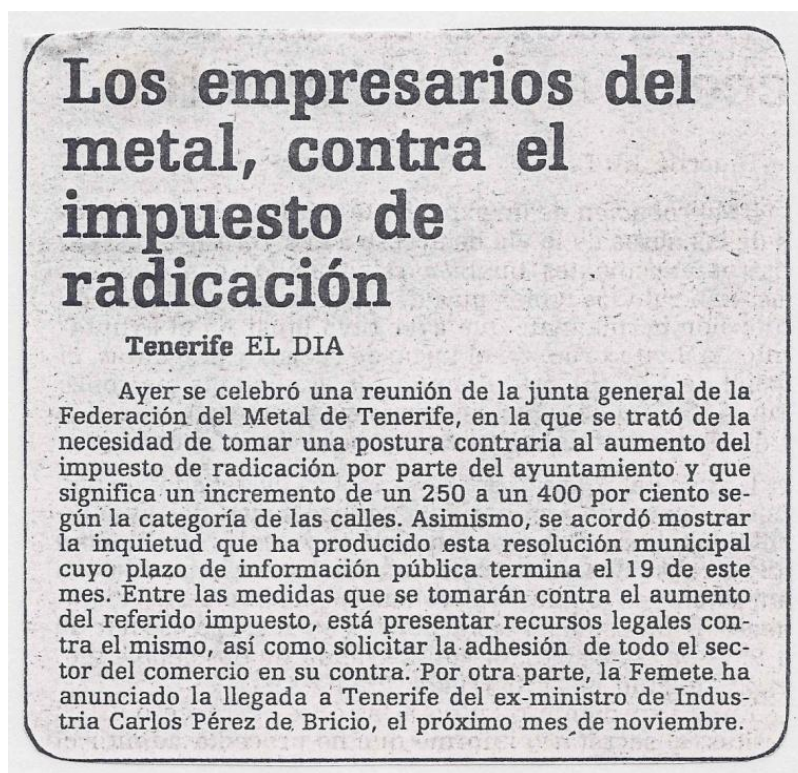 Los empresarios del
metal, contra el
impuesto de
radicación
Tenerife EL DIA
Ayer se celebró una reunión de la junta general de la
Federación del Metal de Tenerife, en la que se trató de la
necesidad de tomar una postura contraria al aumento del
impuesto de radicación por parte del ayuntamiento y que
significa un incremento de un 250 a un 400 por ciento se-
gún la categoría de las calles. Asimismo, se acordó mostrar
la inquietud que ha producido esta resolución municipal
cuyo plazo de información pública termina el 19 de este
mes. Entre las medidas que se tomarán contra el aumento
del referido impuesto, está presentar recursos legales con-
tra el mismo, así como solicitar la adhesión de todo el sec-
tor del comercio en su contra. Por otra parte, la Femete ha
anunciado la llegada a Tenerife del ex-ministro de Indus-
tria Carlos Pérez de Bricio, el próximo mes de noviembre.